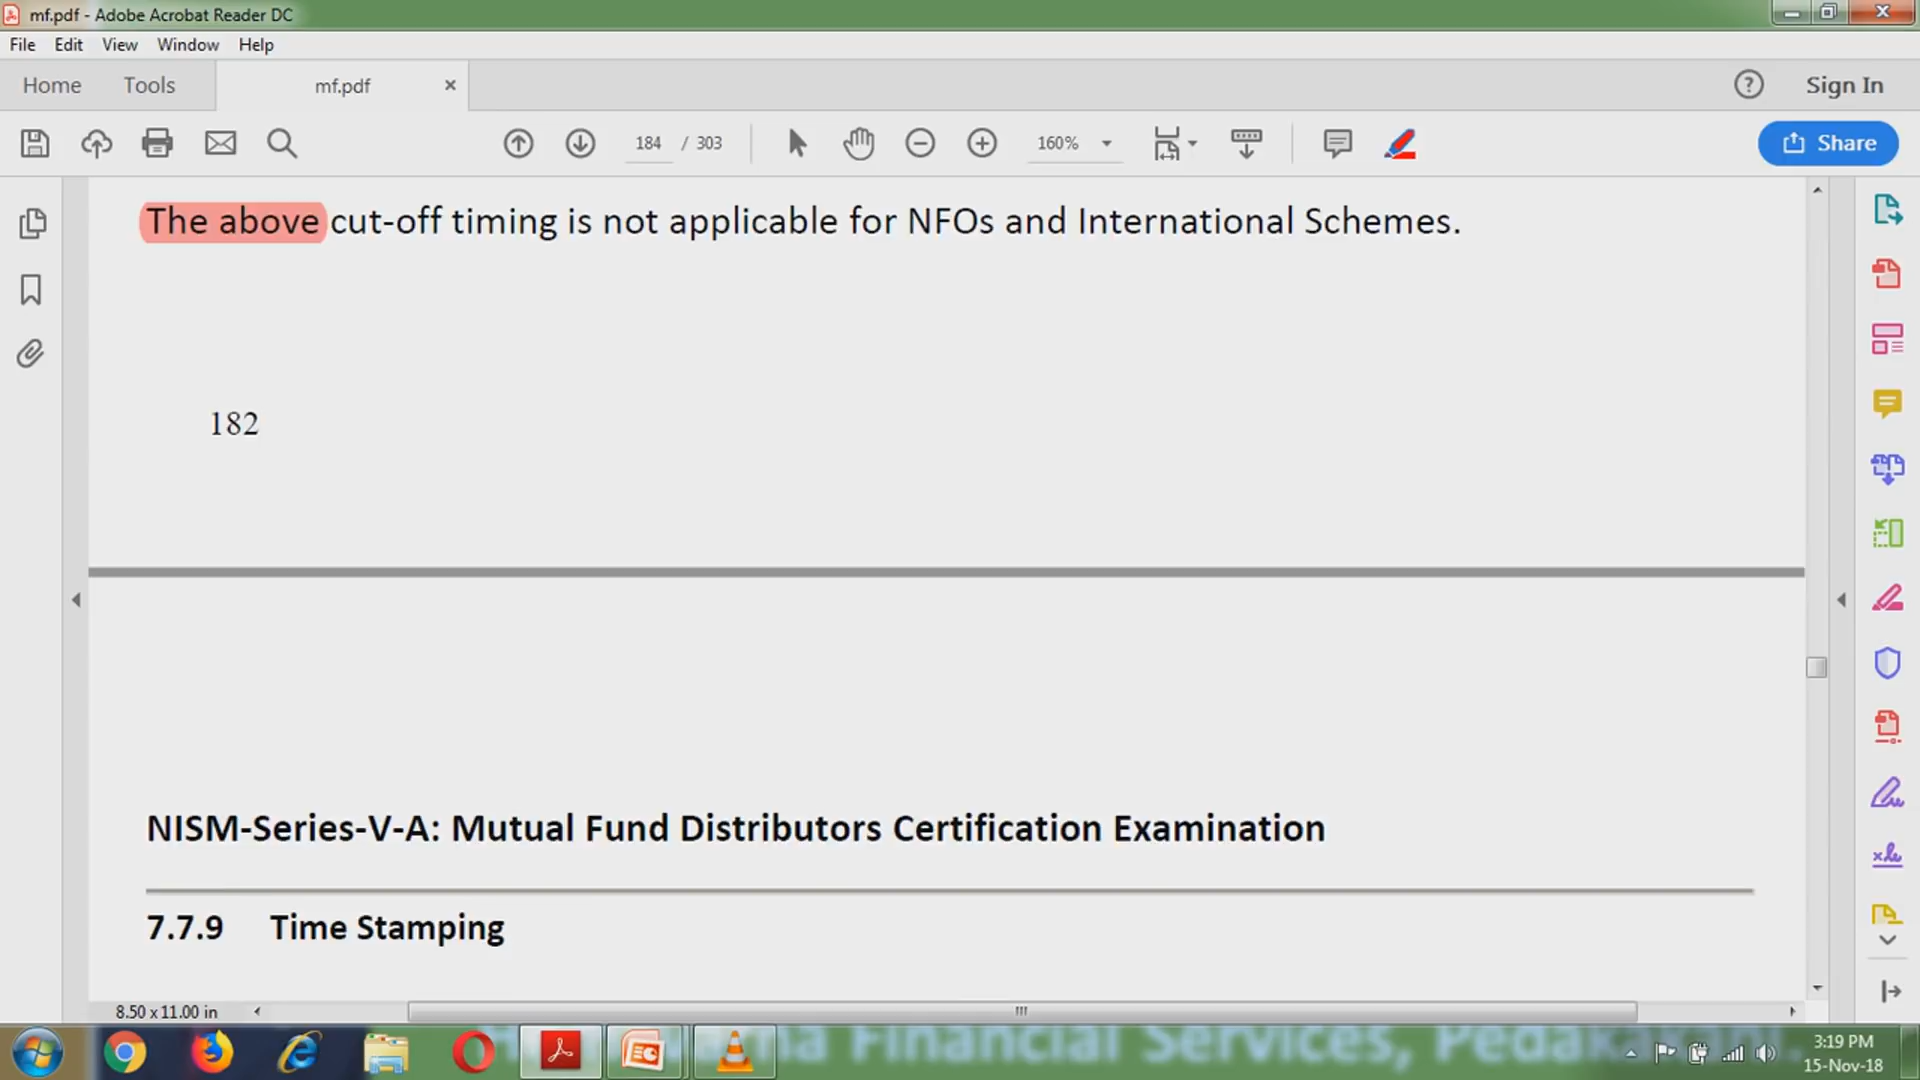 mf.pdf - Adobe Acrobat Reader DC
File Edit View Window Help
Home Tools mf.pdf × ? Sign In
184 / 303 160% Share
The above cut-off timing is not applicable for NFOs and International Schemes.
182
NISM-Series-V-A: Mutual Fund Distributors Certification Examination
7.7.9 Time Stamping
8.50 x 11.00 in
Financial Services,
3:19 PM
15-Nov-18